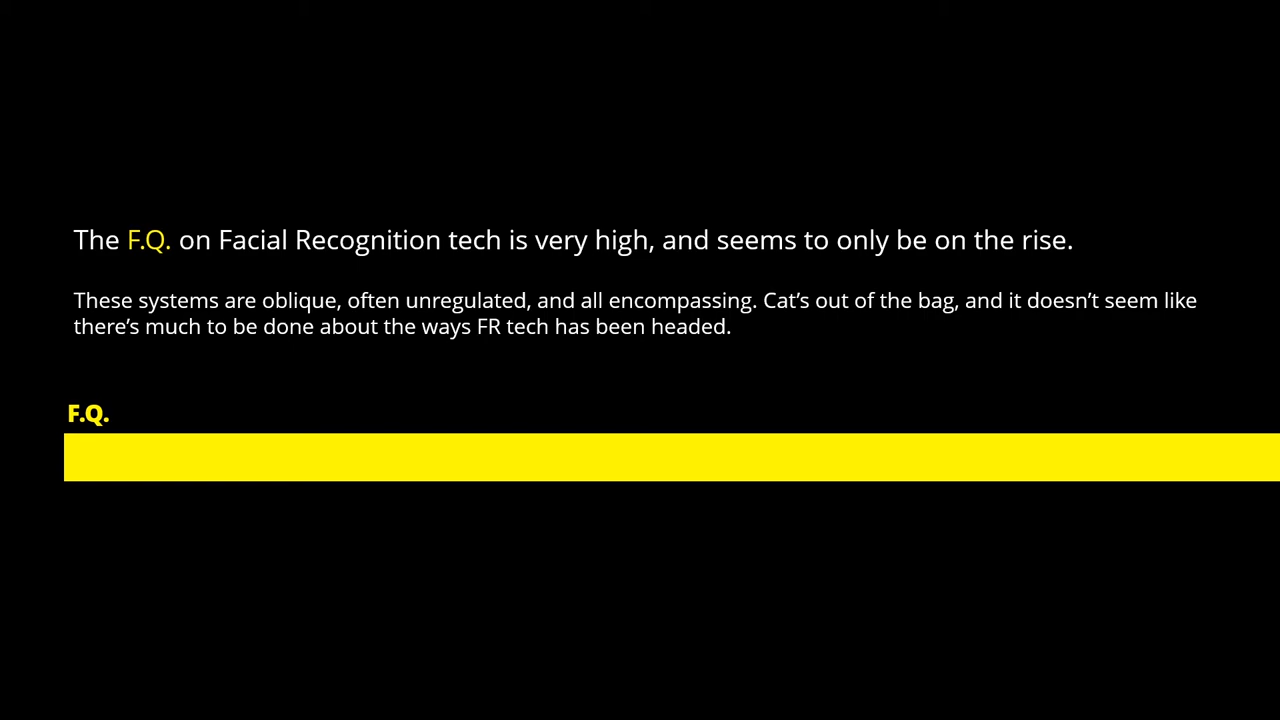 The F.Q. on Facial Recognition tech is very high, and seems to only be on the rise.
These systems are oblique, often unregulated, and all encompassing. Cat’s out of the bag, and it doesn’t seem like
there’s much to be done about the ways FR tech has been headed.
F.Q.